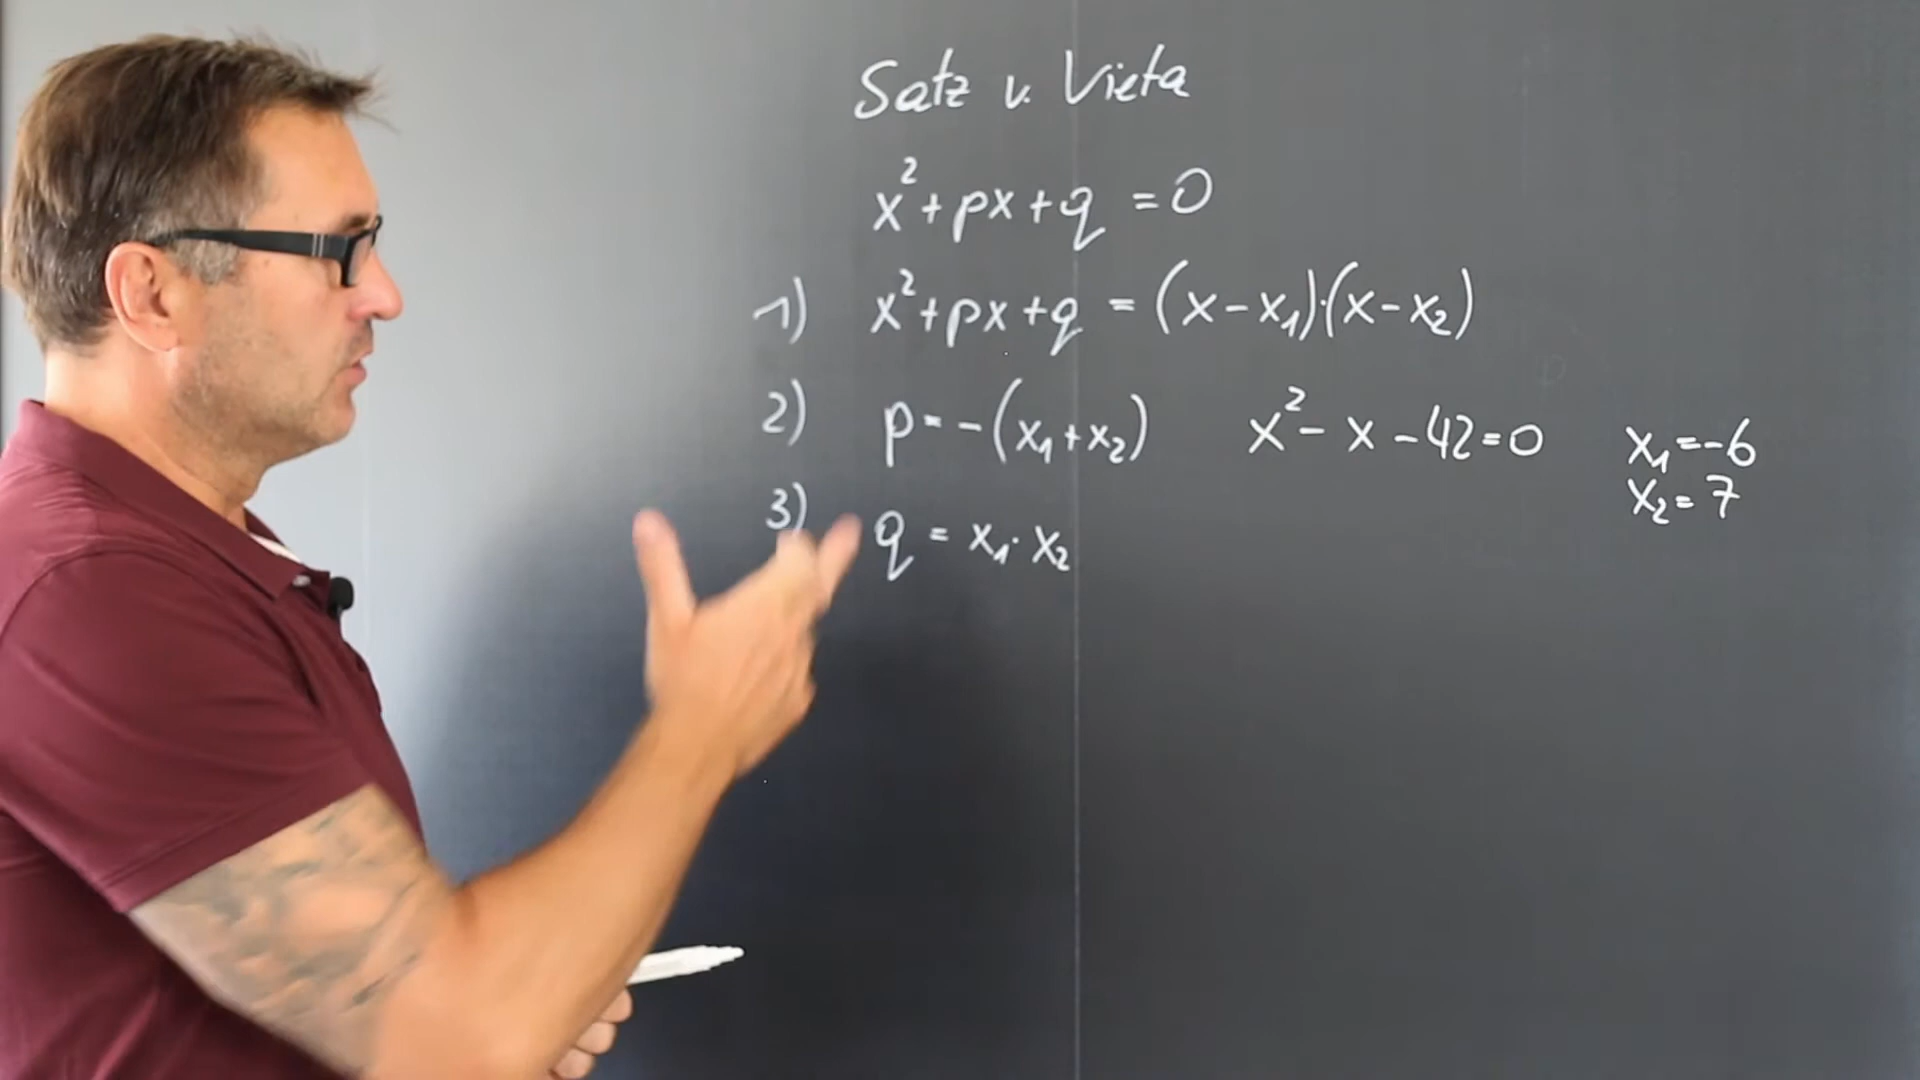 Satz v. Vieta
x²+px+q =0
1) x²+px+q = (x-x₁)·(x-x₂)
2) p=-(x₁+x₂) x²- x -42=0 x₁=-6
x₂= 7
3) q = x₁· x₂